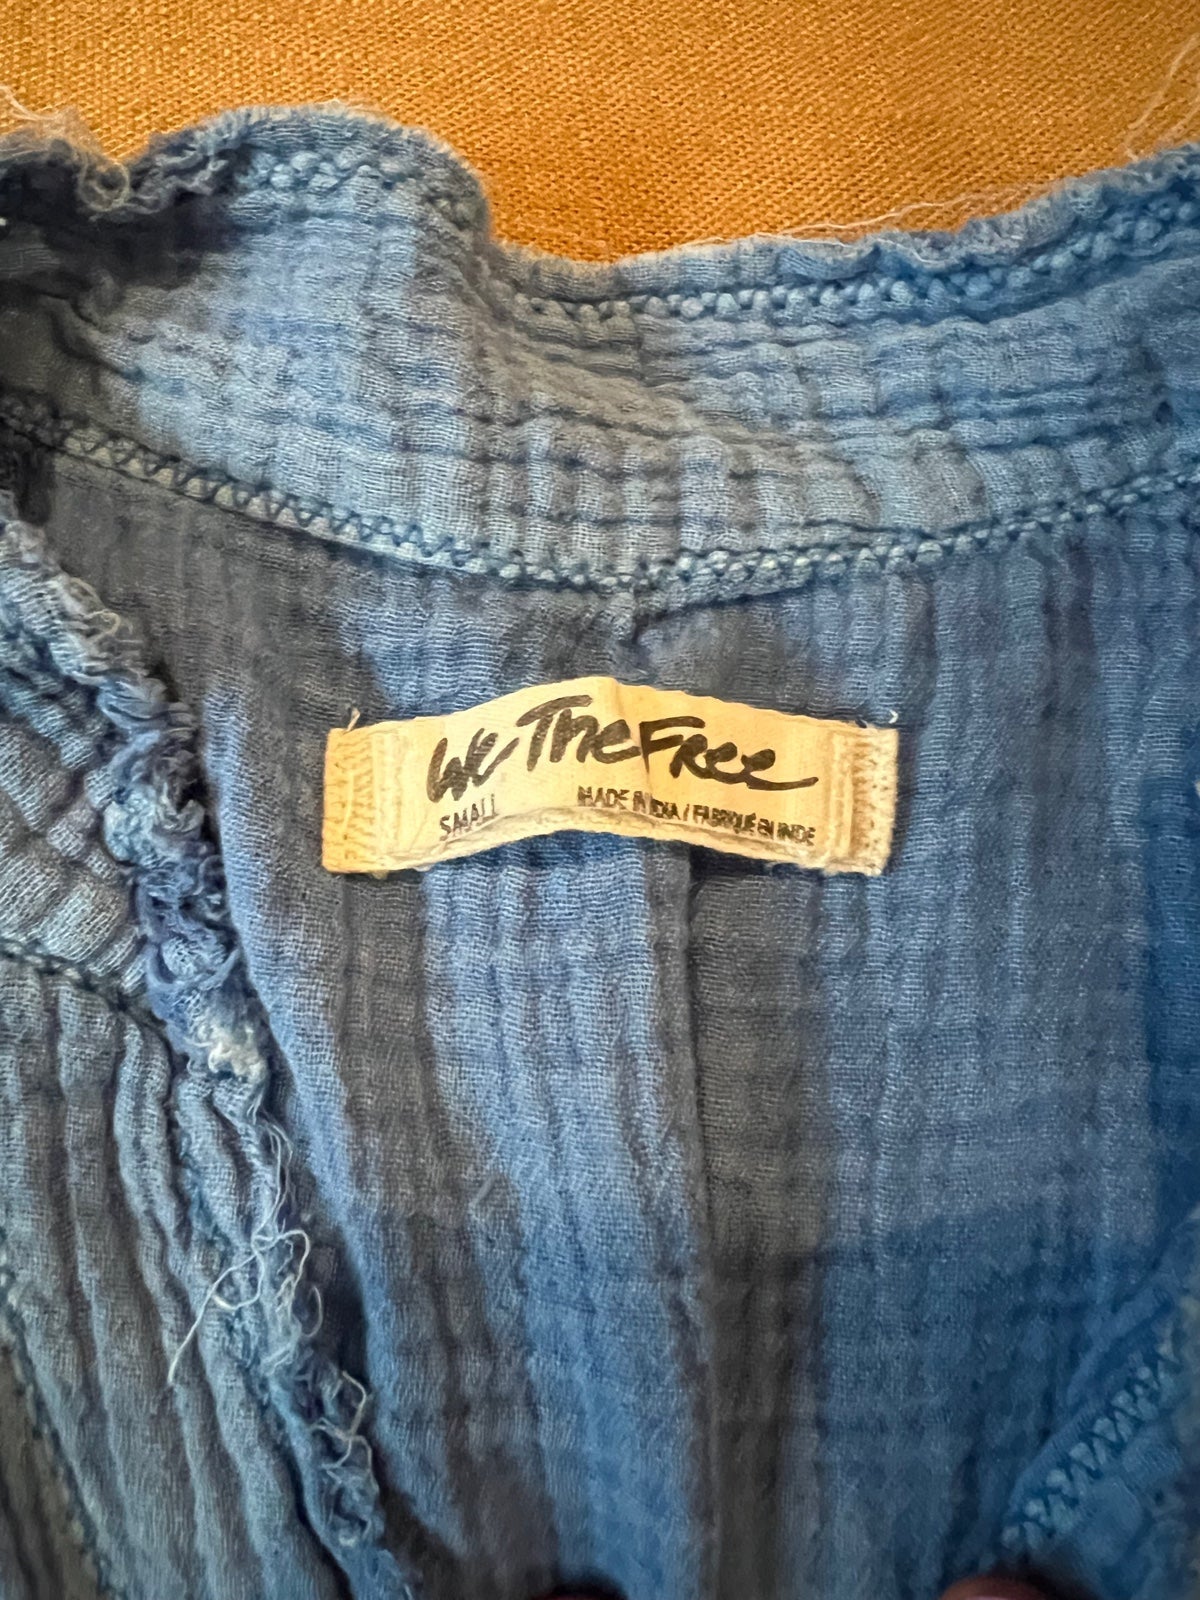 We The Free
SMALL MADE IN INDIA / FABRIQUÉ EN INDE